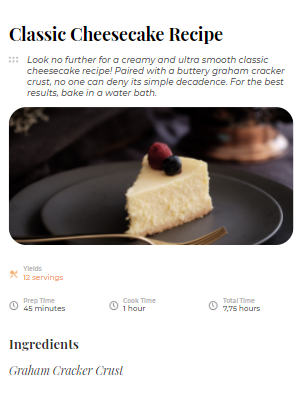 Classic Cheesecake Recipe
Look no further for a creamy and ultra smooth classic
cheesecake recipe! Paired with a buttery graham cracker
crust, no one can deny its simple decadence. For the best
results, bake in a water bath.
Yields
12 servings
Prep Time
45 minutes
Cook Time
1 hour
Total Time
7,75 hours
Ingredients
Graham Cracker Crust